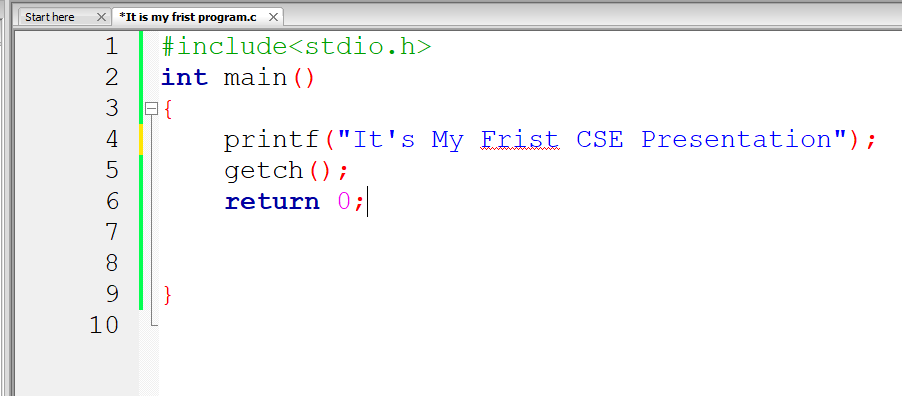 Start here
*It is my frist program.c
1 #include<stdio.h>
2 int main()
3 {
4 printf("It's My Frist CSE Presentation");
5 getch();
6 return 0;
7
8
9 }
10